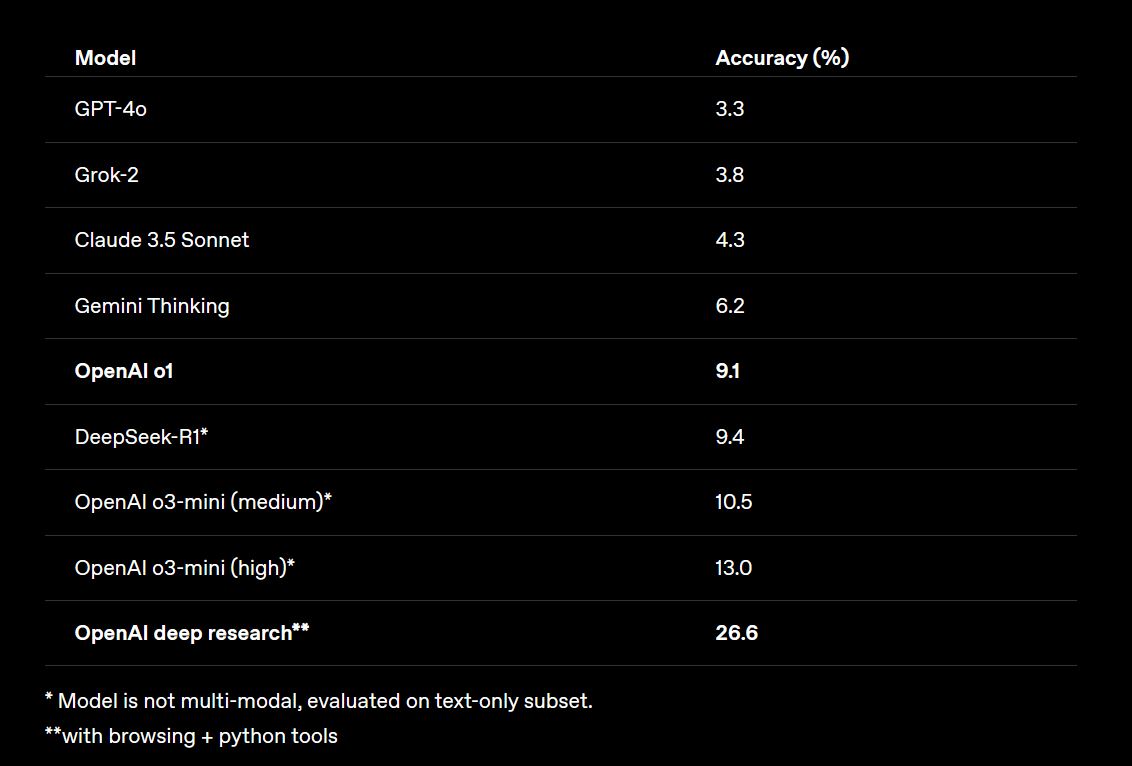 Model Accuracy (%)
GPT-4o 3.3
Grok-2 3.8
Claude 3.5 Sonnet 4.3
Gemini Thinking 6.2
OpenAI o1 9.1
DeepSeek-R1* 9.4
OpenAI o3-mini (medium)* 10.5
OpenAI o3-mini (high)* 13.0
OpenAI deep research** 26.6
* Model is not multi-modal, evaluated on text-only subset.
**with browsing + python tools